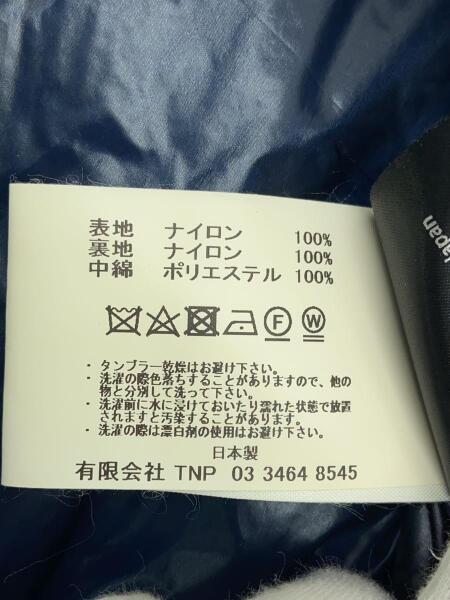 表地 ナイロン 100%
裏地 ナイロン 100%
中綿 ポリエステル 100%
F W
・タンブラー乾燥はお避け下さい。
・洗濯の際色落ちすることがありますので、他の
物と分別して洗って下さい。
・洗濯前に水に浸けておいたり濡れた状態で放置
されますと汚染することがあります。
・洗濯の際は漂白剤の使用はお避け下さい。
日本製
有限会社 TNP 03 3464 8545
Japan